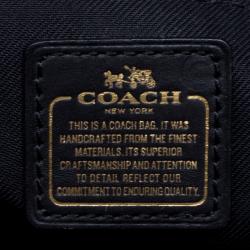 COACH
NEW YORK
THIS IS A COACH BAG. IT WAS
HANDCRAFTED FROM THE FINEST
MATERIALS. ITS SUPERIOR
CRAFTSMANSHIP AND ATTENTION
TO DETAIL REFLECT OUR
COMMITMENT TO ENDURING QUALITY.